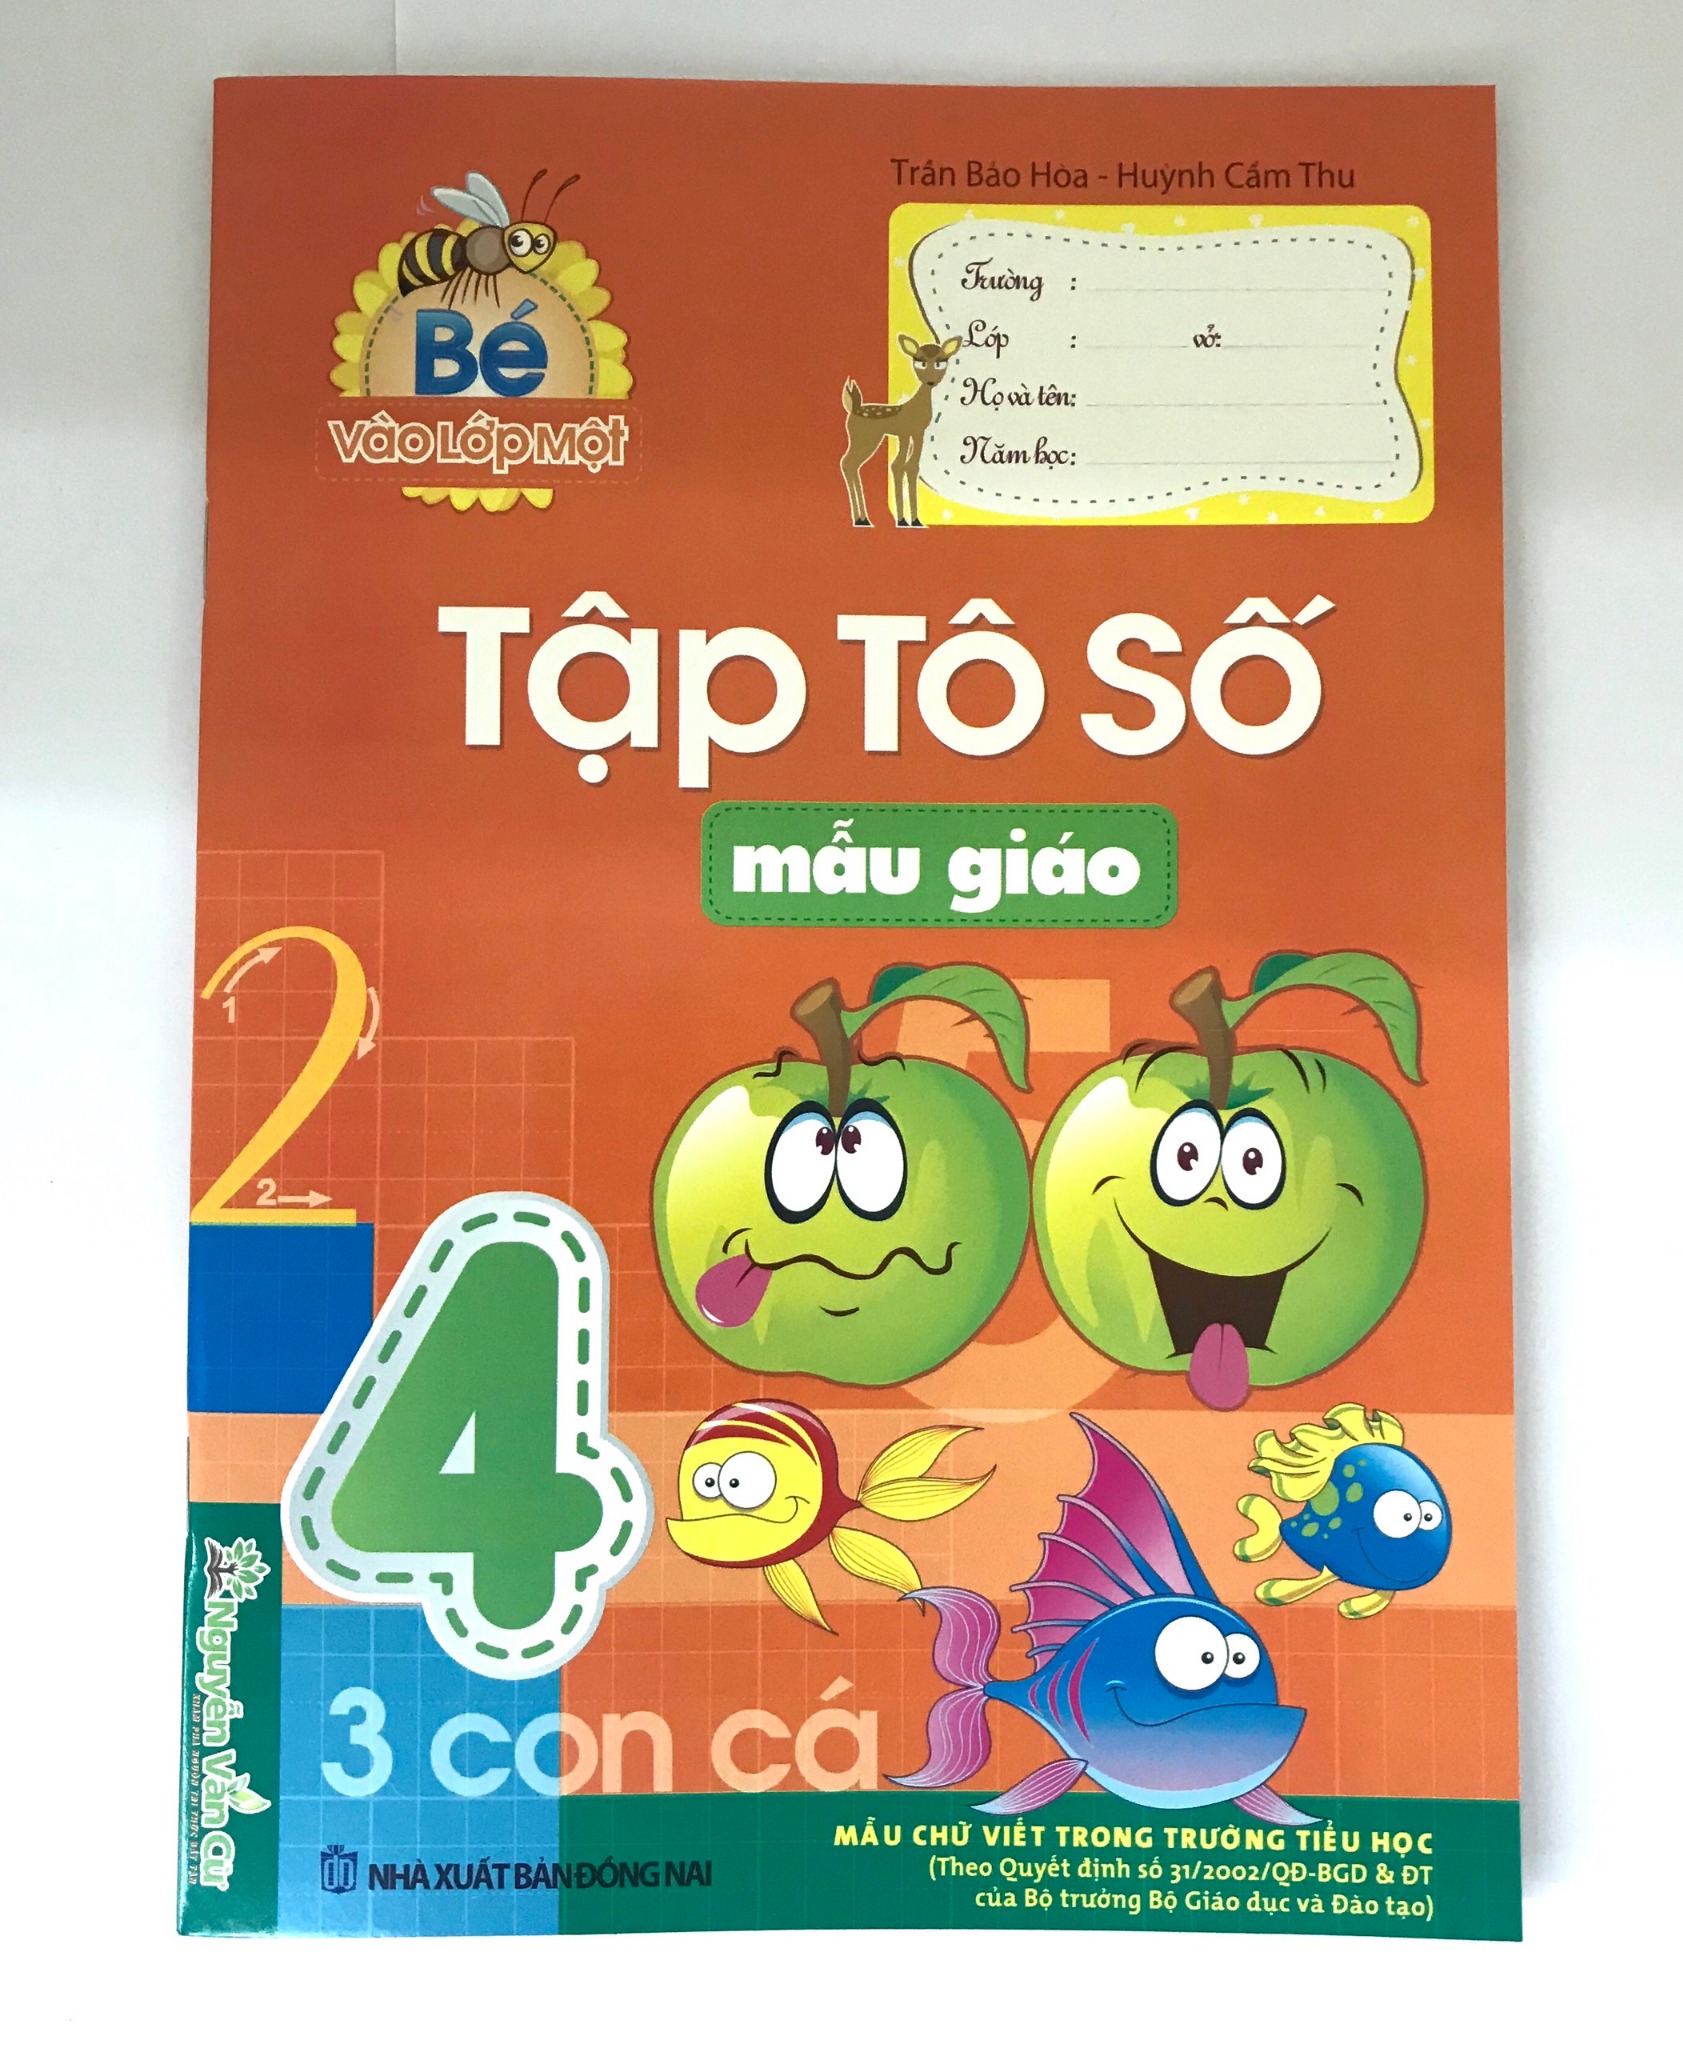 Trần Bảo Hòa - Huỳnh Cẩm Thu
Bé
Vào Lớp Một
Trường :
Lớp : vở:
Họ và tên:
Năm học:
Tập Tô Số
mẫu giáo
1
2
2
5
4
3 con cá
Nguyễn Văn Cừ
NHÀ XUẤT BẢN ĐỒNG NAI
MẪU CHỮ VIẾT TRONG TRƯỜNG TIỂU HỌC
(Theo Quyết định số 31/2002/QĐ-BGD & ĐT
của Bộ trưởng Bộ Giáo dục và Đào tạo)